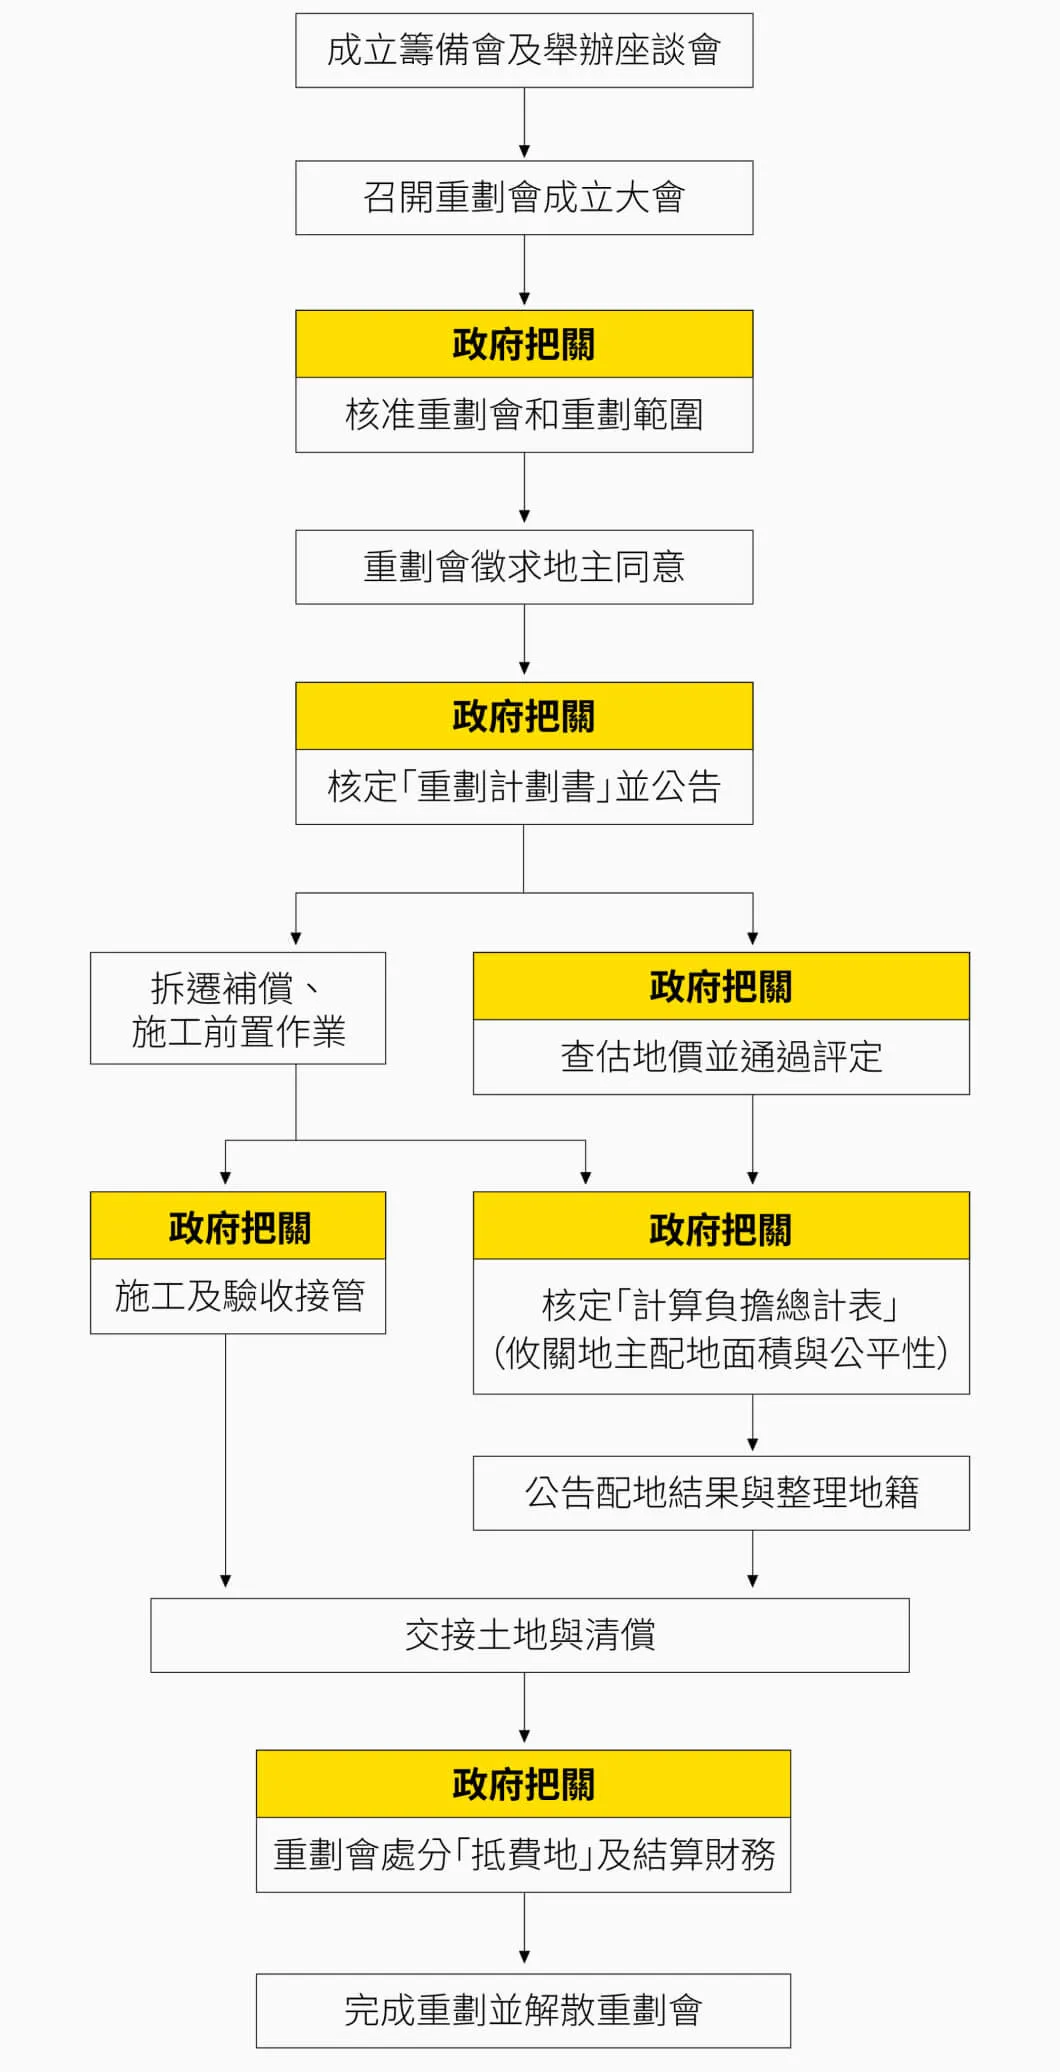 成立籌備會及舉辦座談會
召開重劃會成立大會
政府把關
核准重劃會和重劃範圍
重劃會徵求地主同意
政府把關
核定「重劃計劃書」並公告
拆遷補償、
施工前置作業
政府把關
查估地價並通過評定
政府把關
施工及驗收接管
政府把關
核定「計算負擔總計表」
（攸關地主配地面積與公平性）
公告配地結果與整理地籍
交接土地與清償
政府把關
重劃會處分「抵費地」及結算財務
完成重劃並解散重劃會